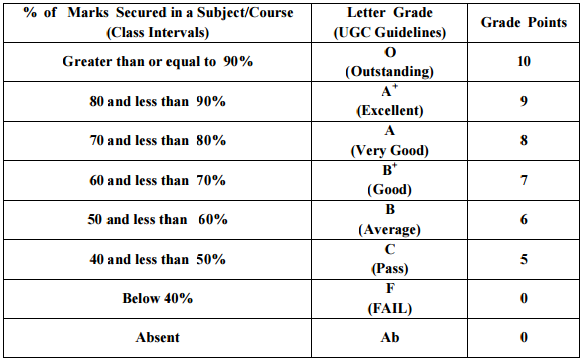 % of Marks Secured in a Subject/Course
(Class Intervals)
Letter Grade
(UGC Guidelines)
Grade Points
Greater than or equal to 90%
O
(Outstanding)
10
80 and less than 90%
A+
(Excellent)
9
70 and less than 80%
A
(Very Good)
8
60 and less than 70%
B+
(Good)
7
50 and less than 60%
B
(Average)
6
40 and less than 50%
C
(Pass)
5
Below 40%
F
(FAIL)
0
Absent
Ab
0